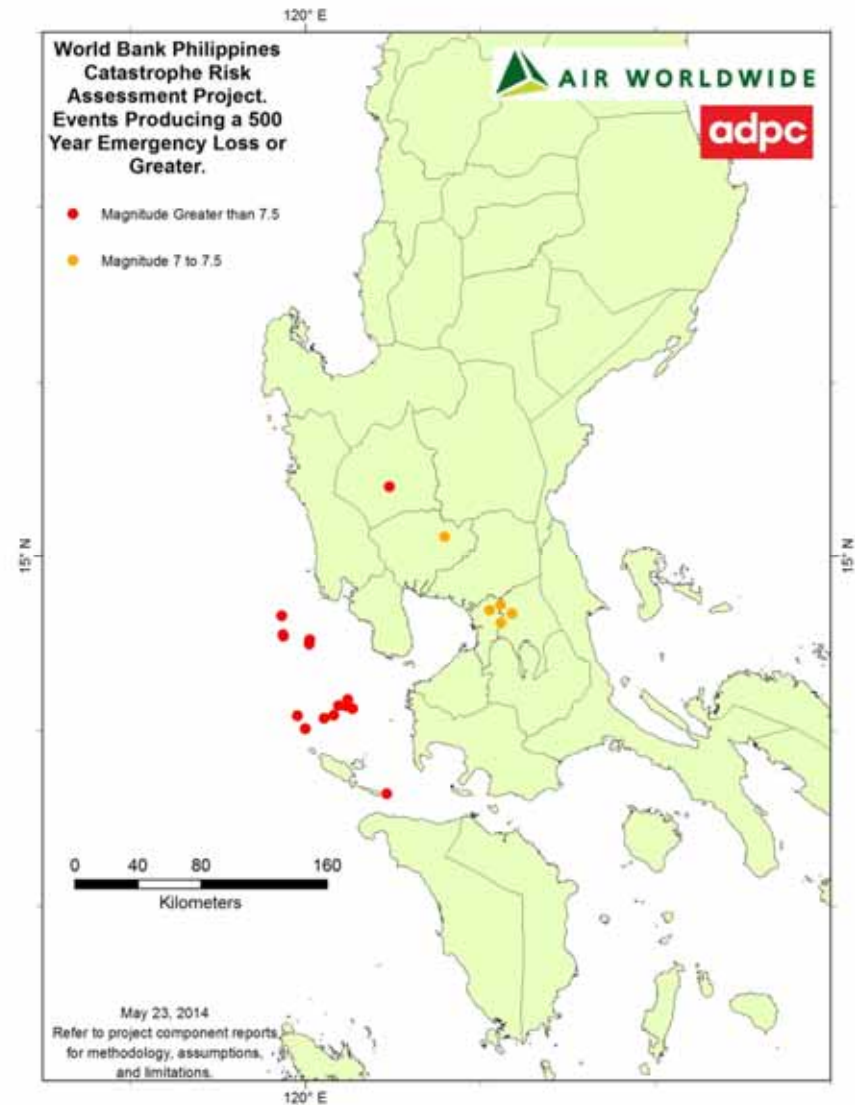 120° E
World Bank Philippines
Catastrophe Risk
Assessment Project.
Events Producing a 500
Year Emergency Loss or
Greater.
AIR WORLDWIDE
adpc
Magnitude Greater than 7.5
Magnitude 7 to 7.5
15° N
15° N
0 40 80 160
Kilometers
May 23, 2014
Refer to project component reports
for methodology, assumptions,
and limitations.
120° E